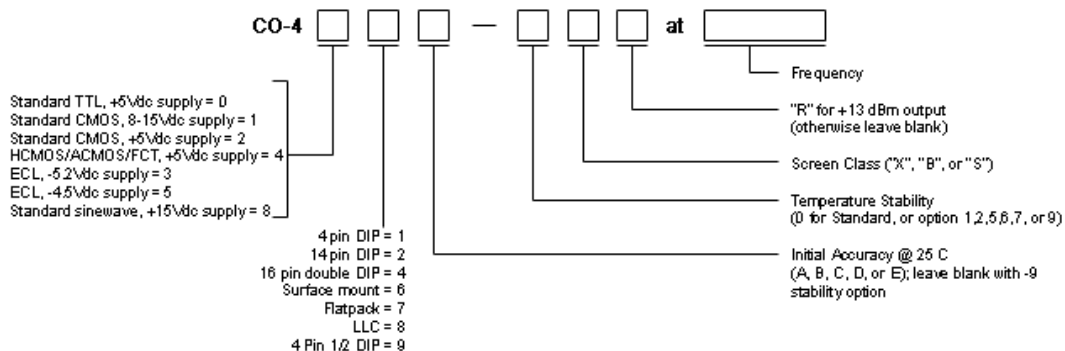 CO-4 — at
Frequency
"R" for +13 dBm output
(otherwise leave blank)
Screen Class ("X", "B", or "S")
Temperature Stability
(0 for Standard, or option 1,2,5,6,7, or 9)
Initial Accuracy @ 25 C
(A, B, C, D, or E); leave blank with -9
stability option
Standard TTL, +5Vdc supply = 0
Standard CMOS, 8-15Vdc supply = 1
Standard CMOS, +5Vdc supply = 2
HCMOS/ACMOS/FCT, +5Vdc supply = 4
ECL, -5.2Vdc supply = 3
ECL, -4.5Vdc supply = 5
Standard sinewave, +15Vdc supply = 8
4 pin DIP = 1
14 pin DIP = 2
16 pin double DIP = 4
Surface mount = 6
Flatpack = 7
LLC = 8
4 Pin 1/2 DIP = 9